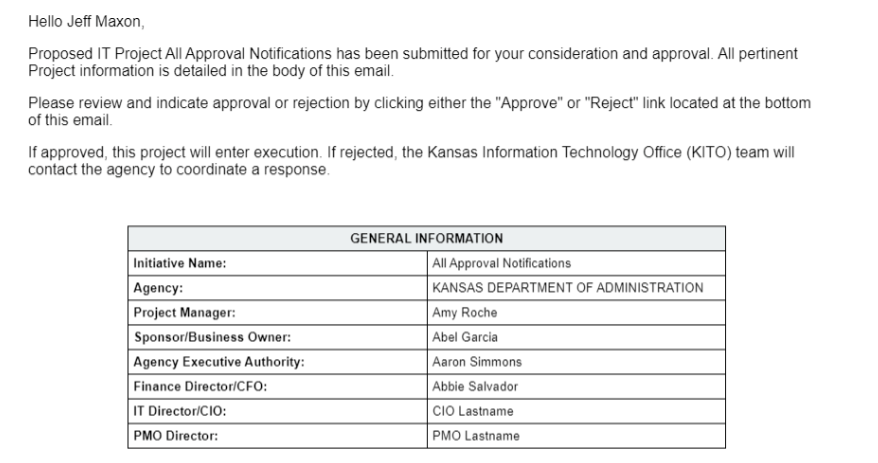 Hello Jeff Maxon,
Proposed IT Project All Approval Notifications has been submitted for your consideration and approval. All pertinent
Project information is detailed in the body of this email.
Please review and indicate approval or rejection by clicking either the "Approve" or "Reject" link located at the bottom
of this email.
If approved, this project will enter execution. If rejected, the Kansas Information Technology Office (KITO) team will
contact the agency to coordinate a response.
GENERAL INFORMATION
Initiative Name: All Approval Notifications
Agency: KANSAS DEPARTMENT OF ADMINISTRATION
Project Manager: Amy Roche
Sponsor/Business Owner: Abel Garcia
Agency Executive Authority: Aaron Simmons
Finance Director/CFO: Abbie Salvador
IT Director/CIO: CIO Lastname
PMO Director: PMO Lastname